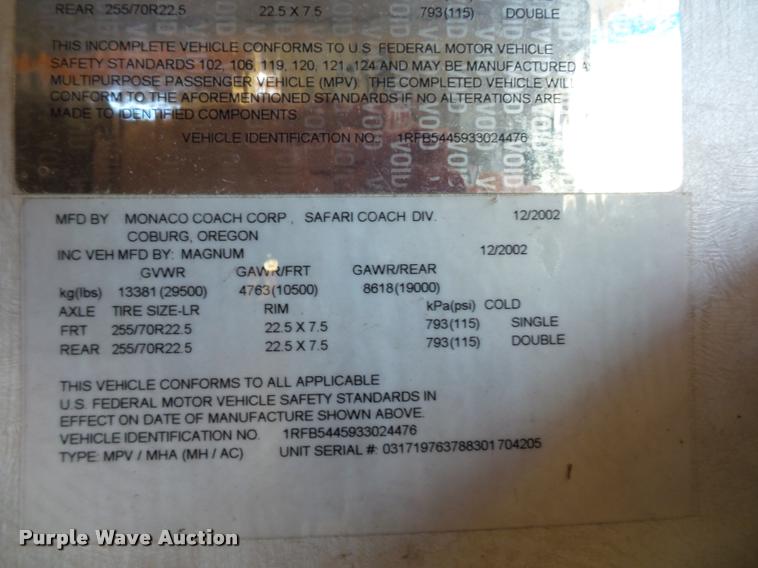 REAR 255/70R22.5 22.5 X 7.5 793(115) DOUBLE
THIS INCOMPLETE VEHICLE CONFORMS TO U.S. FEDERAL MOTOR VEHICLE
SAFETY STANDARDS 102, 106, 119, 120, 121, 124 AND MAY BE MANUFACTURED A
MULTIPURPOSE PASSENGER VEHICLE (MPV). THE COMPLETED VEHICLE WILL
CONFORM TO THE AFOREMENTIONED STANDARDS IF NO ALTERATIONS ARE
MADE TO IDENTIFIED COMPONENTS.
VEHICLE IDENTIFICATION NO.: 1RFB5445933024476
MFD BY MONACO COACH CORP., SAFARI COACH DIV. 12/2002
COBURG, OREGON
INC VEH MFD BY: MAGNUM 12/2002
GVWR GAWR/FRT GAWR/REAR
kg(lbs) 13381 (29500) 4763(10500) 8618(19000)
AXLE TIRE SIZE-LR RIM kPa(psi) COLD
FRT 255/70R22.5 22.5 X 7.5 793(115) SINGLE
REAR 255/70R22.5 22.5 X 7.5 793(115) DOUBLE
THIS VEHICLE CONFORMS TO ALL APPLICABLE
U.S. FEDERAL MOTOR VEHICLE SAFETY STANDARDS IN
EFFECT ON DATE OF MANUFACTURE SHOWN ABOVE.
VEHICLE IDENTIFICATION NO. 1RFB5445933024476
TYPE: MPV / MHA (MH / AC) UNIT SERIAL #: 031719763788301704205
Purple Wave Auction